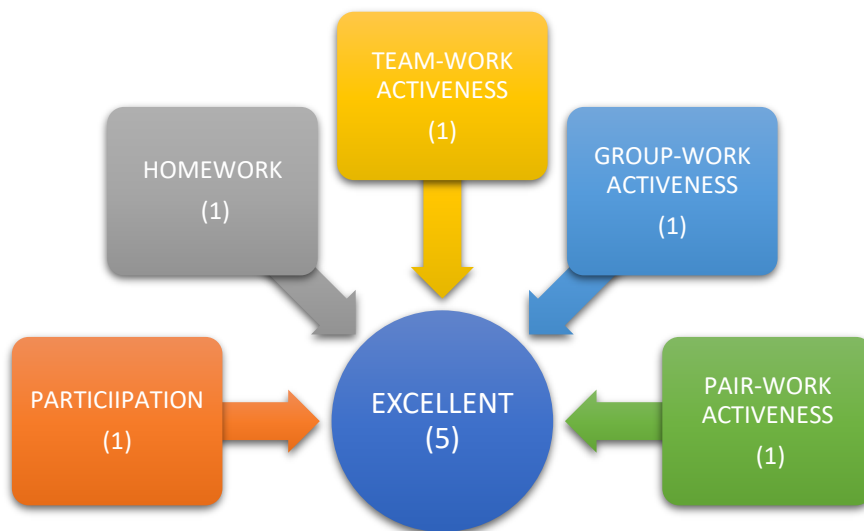 TEAM-WORK
ACTIVENESS
(1)
HOMEWORK
(1)
GROUP-WORK
ACTIVENESS
(1)
PARTICIIPATION
(1)
EXCELLENT
(5)
PAIR-WORK
ACTIVENESS
(1)